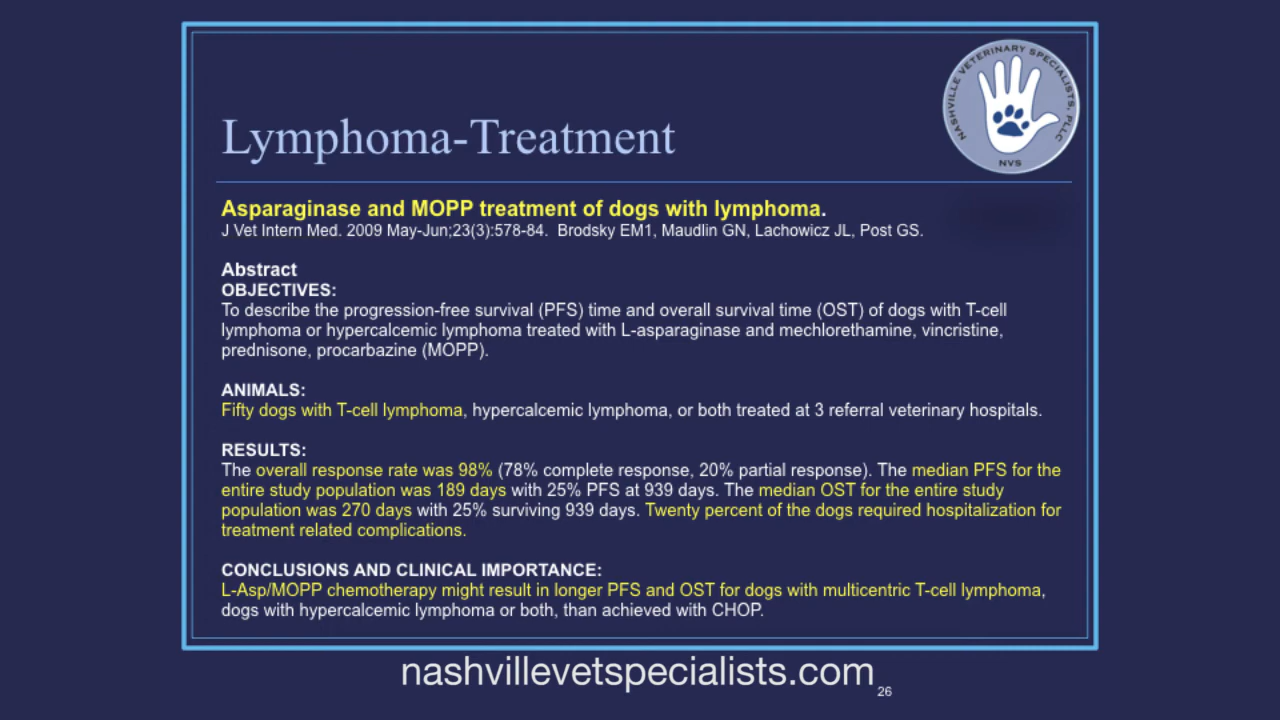 NASHVILLE VETERINARY SPECIALISTS, PLLC
NVS
Lymphoma-Treatment
Asparaginase and MOPP treatment of dogs with lymphoma.
J Vet Intern Med. 2009 May-Jun;23(3):578-84. Brodsky EM1, Maudlin GN, Lachowicz JL, Post GS.
Abstract
OBJECTIVES:
To describe the progression-free survival (PFS) time and overall survival time (OST) of dogs with T-cell
lymphoma or hypercalcemic lymphoma treated with L-asparaginase and mechlorethamine, vincristine,
prednisone, procarbazine (MOPP).
ANIMALS:
Fifty dogs with T-cell lymphoma, hypercalcemic lymphoma, or both treated at 3 referral veterinary hospitals.
RESULTS:
The overall response rate was 98% (78% complete response, 20% partial response). The median PFS for the
entire study population was 189 days with 25% PFS at 939 days. The median OST for the entire study
population was 270 days with 25% surviving 939 days. Twenty percent of the dogs required hospitalization for
treatment related complications.
CONCLUSIONS AND CLINICAL IMPORTANCE:
L-Asp/MOPP chemotherapy might result in longer PFS and OST for dogs with multicentric T-cell lymphoma,
dogs with hypercalcemic lymphoma or both, than achieved with CHOP.
nashvillevetspecialists.com
26